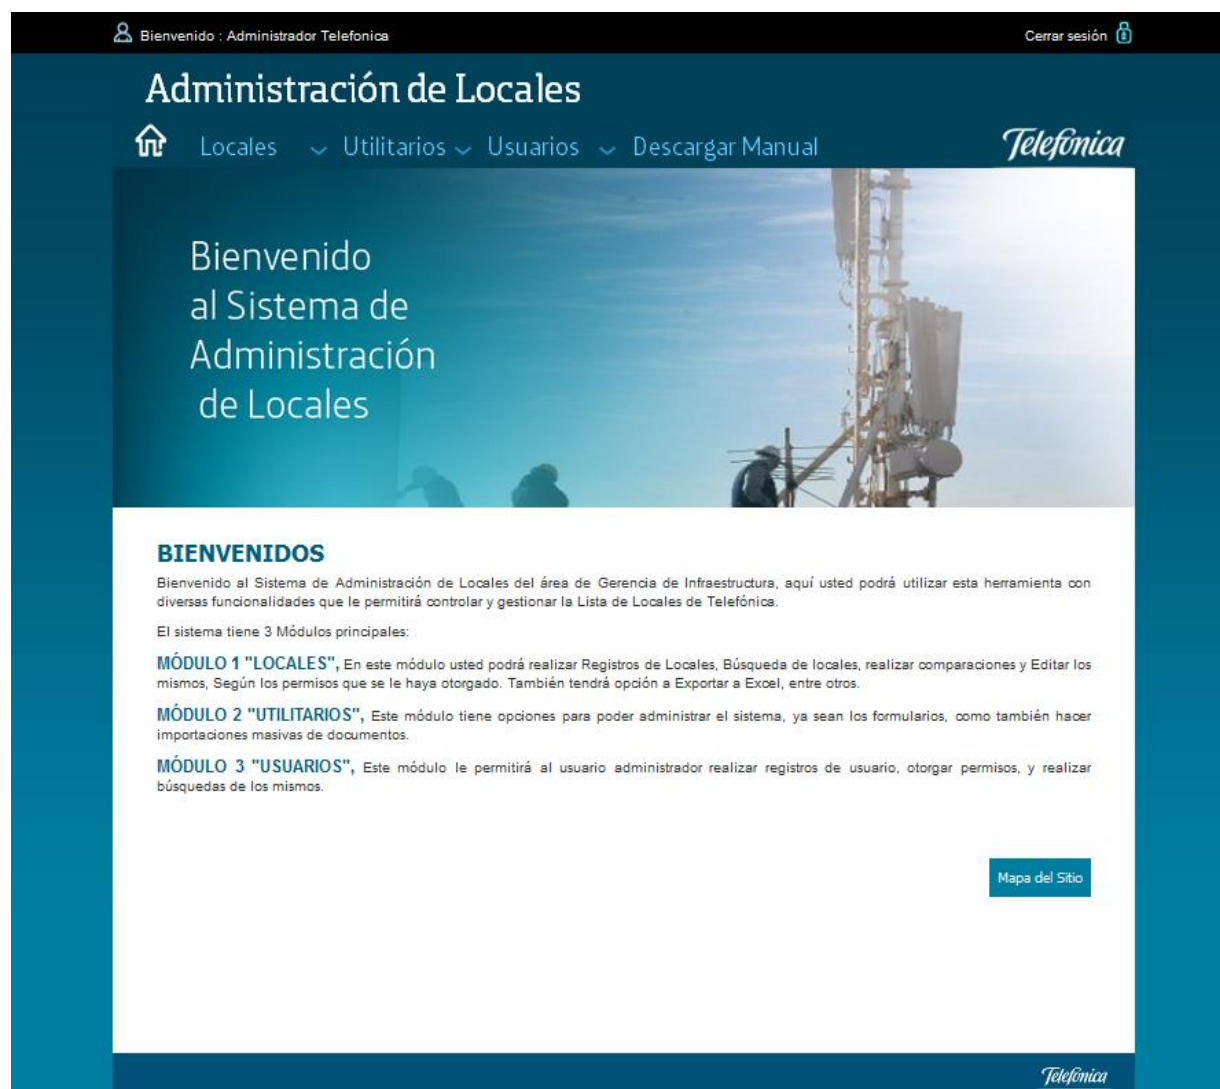 Bienvenido : Administrador Telefonica
Cerrar sesión
Administración de Locales
Locales Utilitarios Usuarios Descargar Manual
Telefónica
Bienvenido
al Sistema de
Administración
de Locales
BIENVENIDOS
Bienvenido al Sistema de Administración de Locales del área de Gerencia de Infraestructura, aquí usted podrá utilizar esta herramienta con
diversas funcionalidades que le permitirá controlar y gestionar la Lista de Locales de Telefónica.
El sistema tiene 3 Módulos principales:
MÓDULO 1 "LOCALES", En este módulo usted podrá realizar Registros de Locales, Búsqueda de locales, realizar comparaciones y Editar los
mismos, Según los permisos que se le haya otorgado. También tendrá opción a Exportar a Excel, entre otros.
MÓDULO 2 "UTILITARIOS", Este módulo tiene opciones para poder administrar el sistema, ya sean los formularios, como también hacer
importaciones masivas de documentos.
MÓDULO 3 "USUARIOS", Este módulo le permitirá al usuario administrador realizar registros de usuario, otorgar permisos, y realizar
búsquedas de los mismos.
Mapa del Sitio
Telefónica